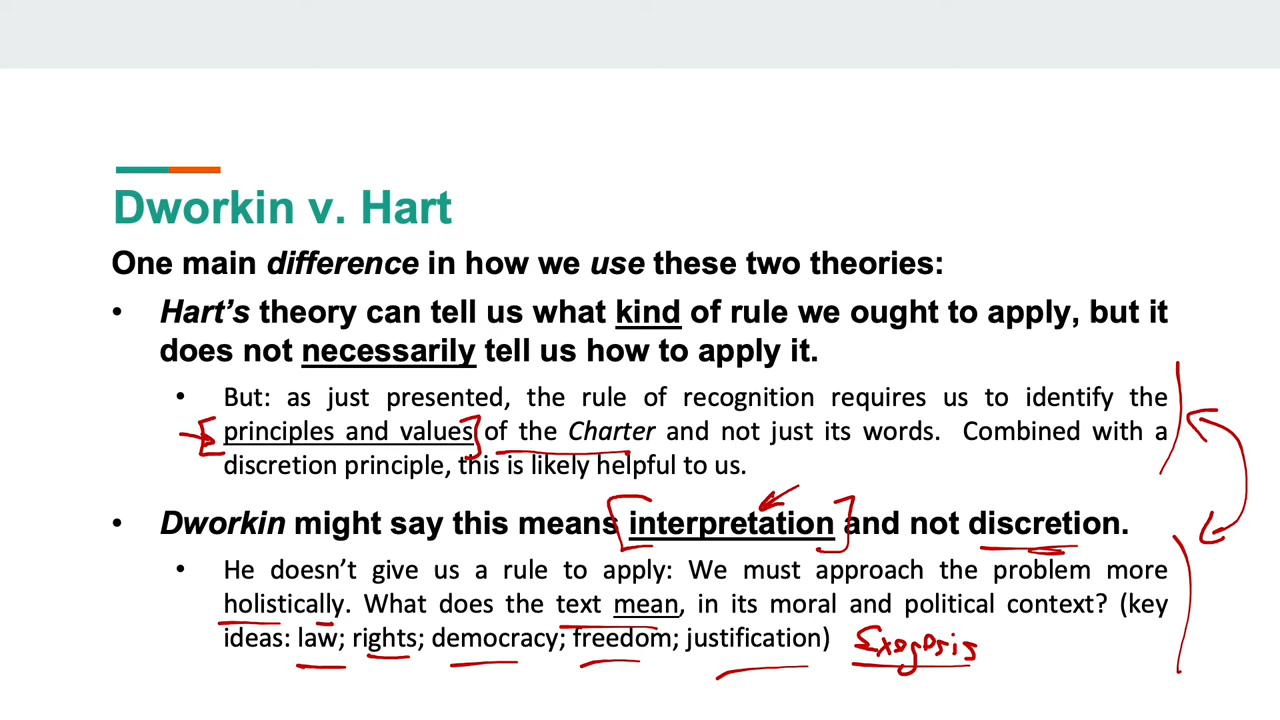 Dworkin v. Hart
One main difference in how we use these two theories:
• Hart's theory can tell us what kind of rule we ought to apply, but it
does not necessarily tell us how to apply it.
• But: as just presented, the rule of recognition requires us to identify the
principles and values of the Charter and not just its words. Combined with a
discretion principle, this is likely helpful to us.
• Dworkin might say this means interpretation and not discretion.
• He doesn't give us a rule to apply: We must approach the problem more
holistically. What does the text mean, in its moral and political context? (key
ideas: law; rights; democracy; freedom; justification) Exegesis